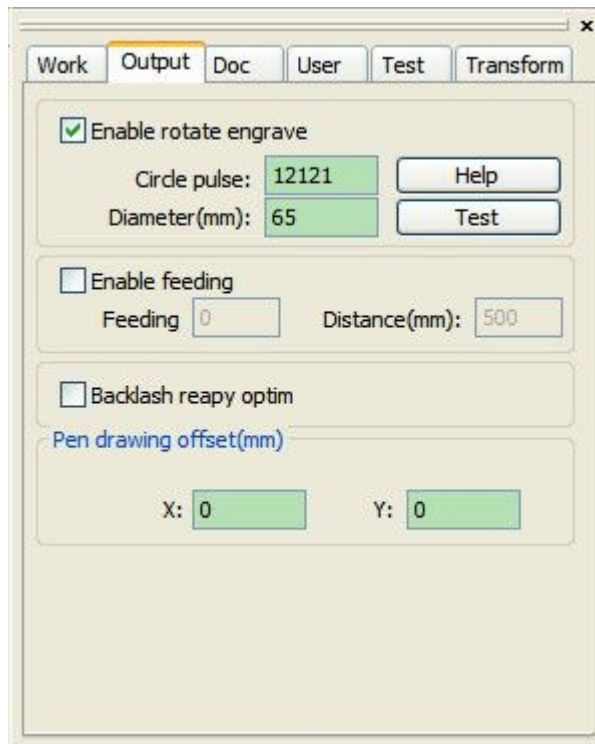 Work Output Doc User Test Transform
Enable rotate engrave
Circle pulse: 12121 Help
Diameter(mm): 65 Test
Enable feeding
Feeding 0 Distance(mm): 500
Backlash reapy optim
Pen drawing offset(mm)
X: 0 Y: 0